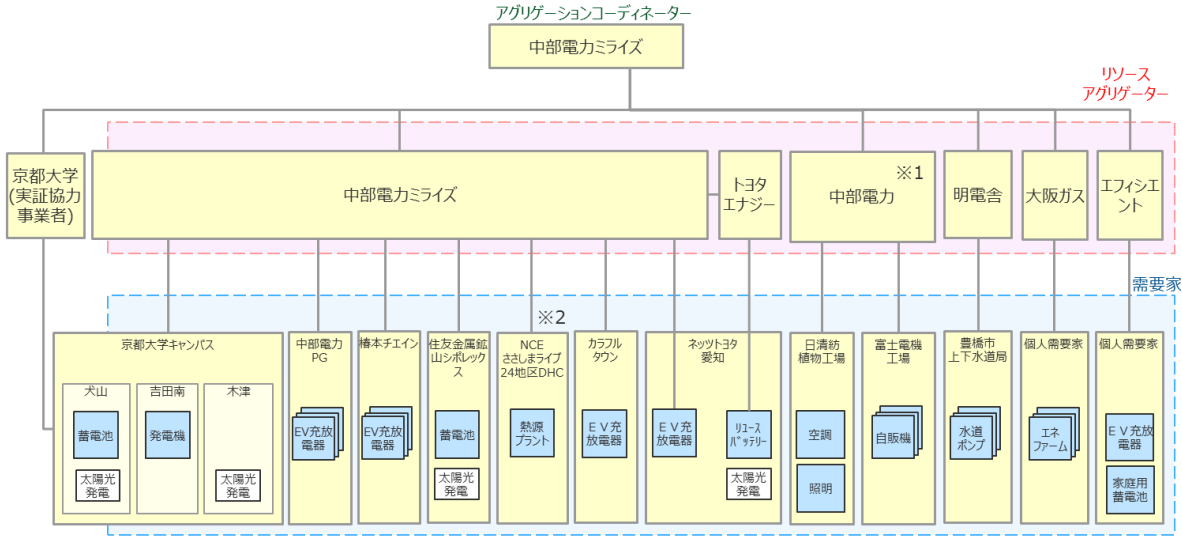 アグリゲーションコーディネーター
中部電力ミライズ
リソース
アグリゲーター
京都大学
(実証協力
事業者)
中部電力ミライズ
トヨタ
エナジー
※1
中部電力
明電舎
大阪ガス
エフィシエ
ント
需要家
※2
京都大学キャンパス
犬山
蓄電池
太陽光
発電
吉田南
発電機
木津
太陽光
発電
中部電力
PG
EV充放
電器
椿本チエイン
EV充放
電器
住友金属鉱
山シポレック
ス
蓄電池
太陽光
発電
NCE
ささしまライブ
24地区DHC
熱源
プラント
カラフル
タウン
EV充
放電器
ネッツトヨタ
愛知
EV充
放電器
リユース
バッテリー
太陽光
発電
日清紡
植物工場
空調
照明
富士電機
工場
自販機
豊橋市
上下水道局
水道
ポンプ
個人需要家
エネ
ファーム
個人需要家
EV充放
電器
家庭用
蓄電池